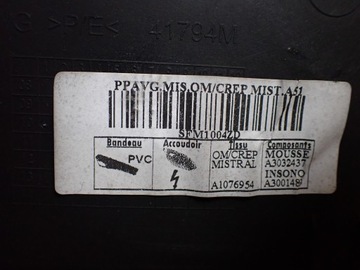 >P/E< 41794M
PPAVG.MIS.OM/CREP MIST.A51
SFM1004ZD
Bandeau Accoudoir Tissu Composants
PVC OM/CREP MOUSSE
MISTRAL A3032437
INSONO
A1076954 A300148